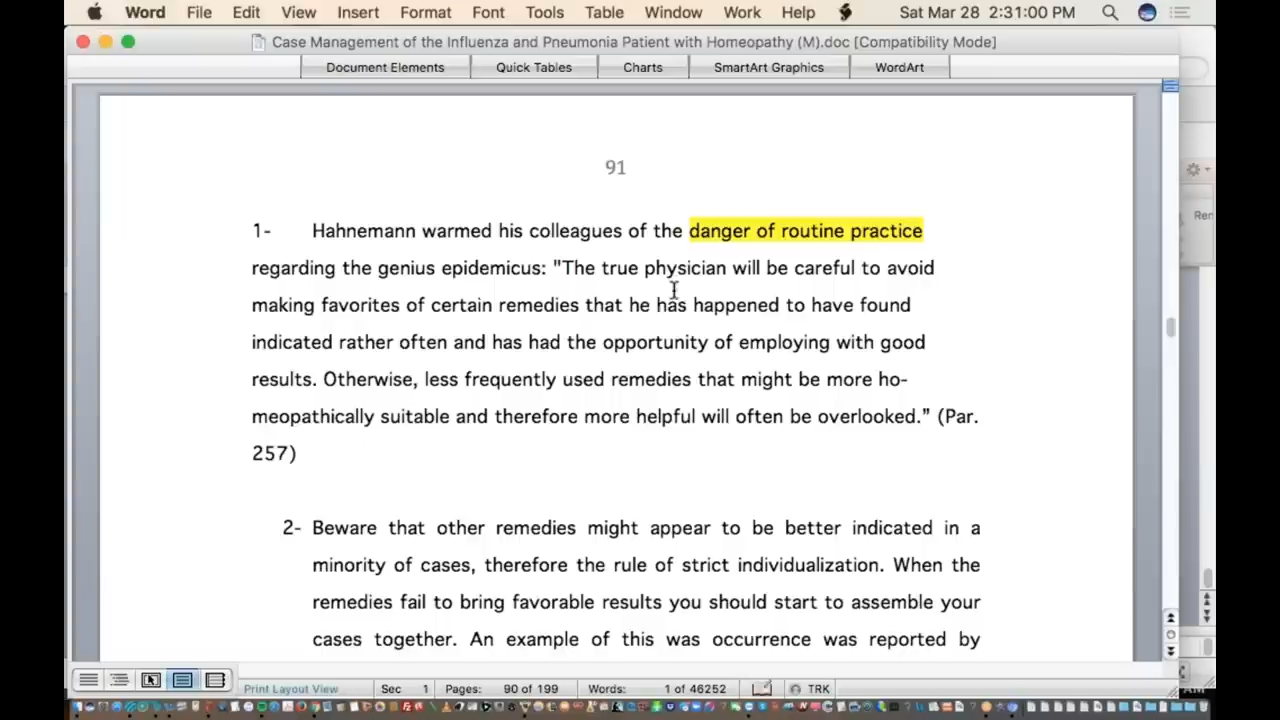 Word File Edit View Insert Format Font Tools Table Window Work Help Sat Mar 28 2:31:00 PM
Case Management of the Influenza and Pneumonia Patient with Homeopathy (M).doc [Compatibility Mode]
Document Elements Quick Tables Charts SmartArt Graphics WordArt
91
1- Hahnemann warmed his colleagues of the danger of routine practice
regarding the genius epidemicus: "The true physician will be careful to avoid
making favorites of certain remedies that he has happened to have found
indicated rather often and has had the opportunity of employing with good
results. Otherwise, less frequently used remedies that might be more ho-
meopathically suitable and therefore more helpful will often be overlooked.” (Par.
257)
2- Beware that other remedies might appear to be better indicated in a
minority of cases, therefore the rule of strict individualization. When the
remedies fail to bring favorable results you should start to assemble your
cases together. An example of this was occurrence was reported by
Ren
Print Layout View Sec 1 Pages: 90 of 199 Words: 1 of 46252 TRK
AM